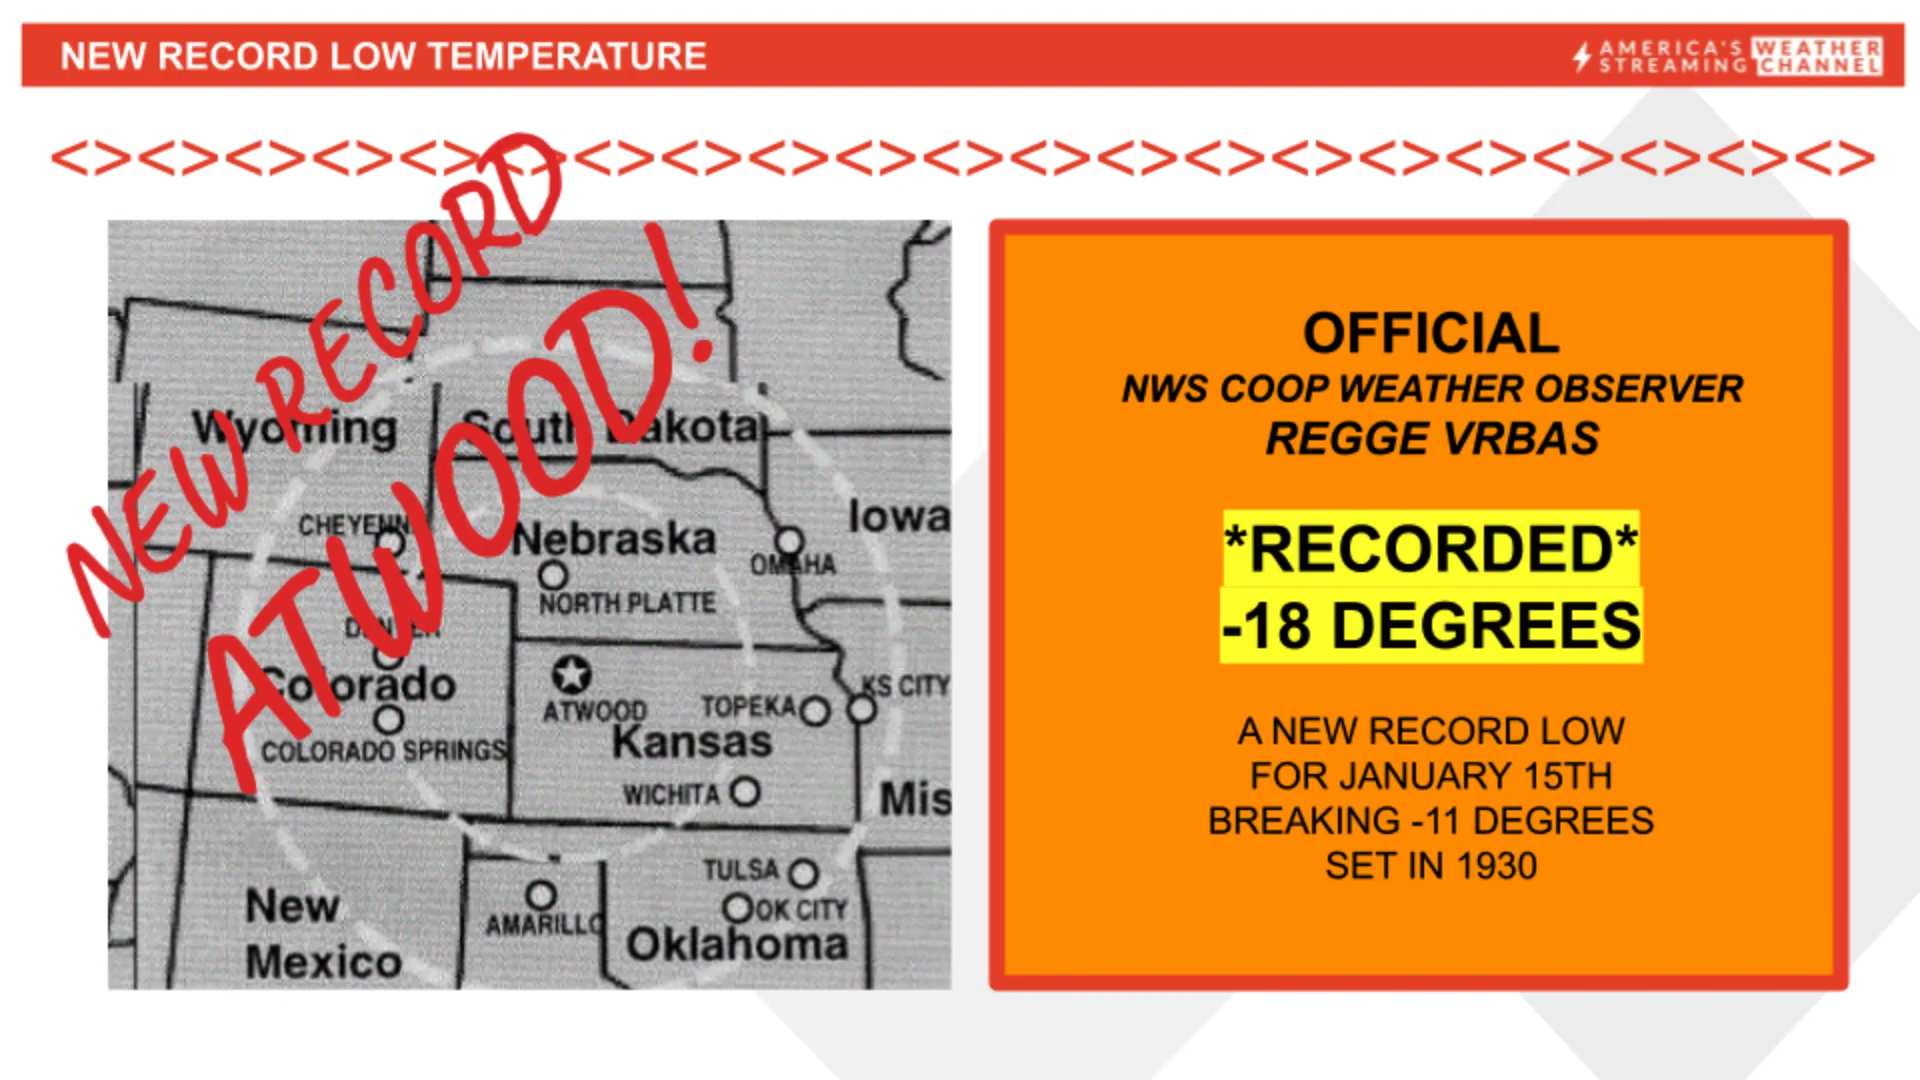 NEW RECORD LOW TEMPERATURE
AMERICA'S WEATHER
STREAMING CHANNEL
<><><><><><><><><><><><><><><><><><><><><>
NEW RECORD
ATWOOD!
Wyoming
South Dakota
CHEYENN
Nebraska
Iowa
OMAHA
NORTH PLATTE
DENVER
Colorado
KS CITY
ATWOOD
TOPEKA
Kansas
COLORADO SPRINGS
WICHITA
Mis
TULSA
New
Mexico
AMARILLO
OK CITY
Oklahoma
OFFICIAL
NWS COOP WEATHER OBSERVER
REGGE VRBAS
*RECORDED*
-18 DEGREES
A NEW RECORD LOW
FOR JANUARY 15TH
BREAKING -11 DEGREES
SET IN 1930